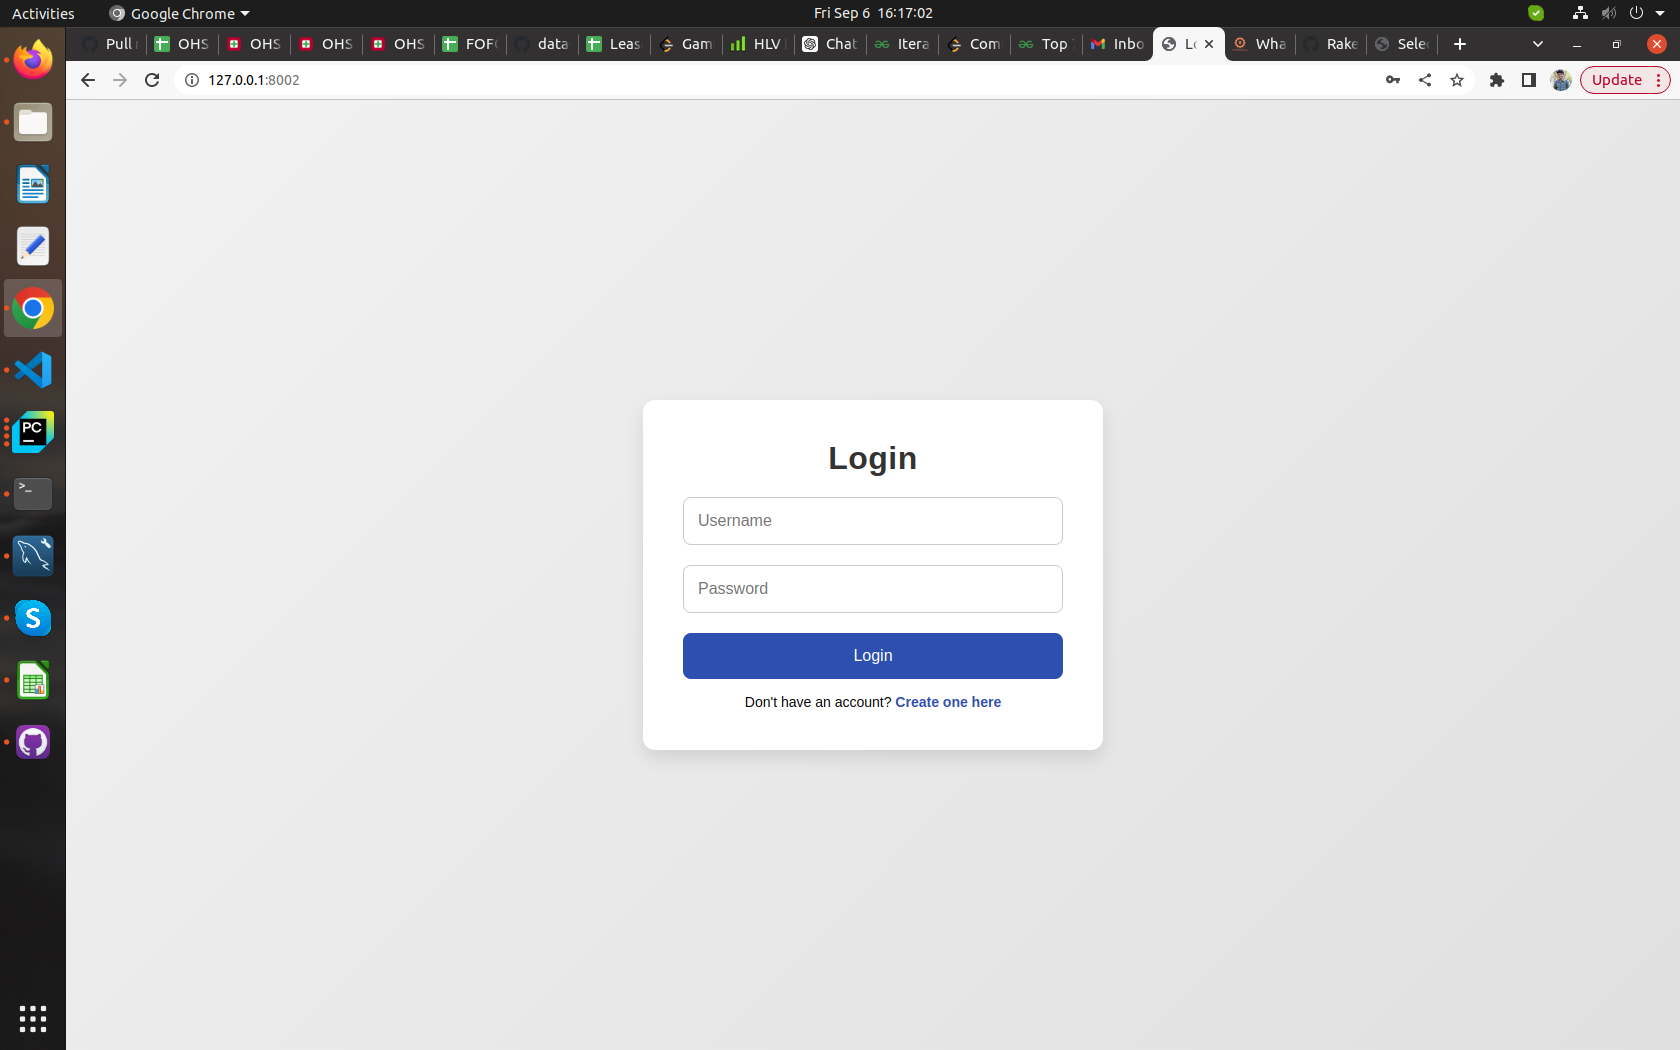 Activities Google Chrome Fri Sep 6 16:17:02
Pull OHS OHS OHS OHS FOFO data Leas Gam HLV Chat Itera Com Top Inbo Lo Wha Rake Selec
127.0.0.1:8002 Update
PC
>_
S
Login
Username
Password
Login
Don't have an account? Create one here